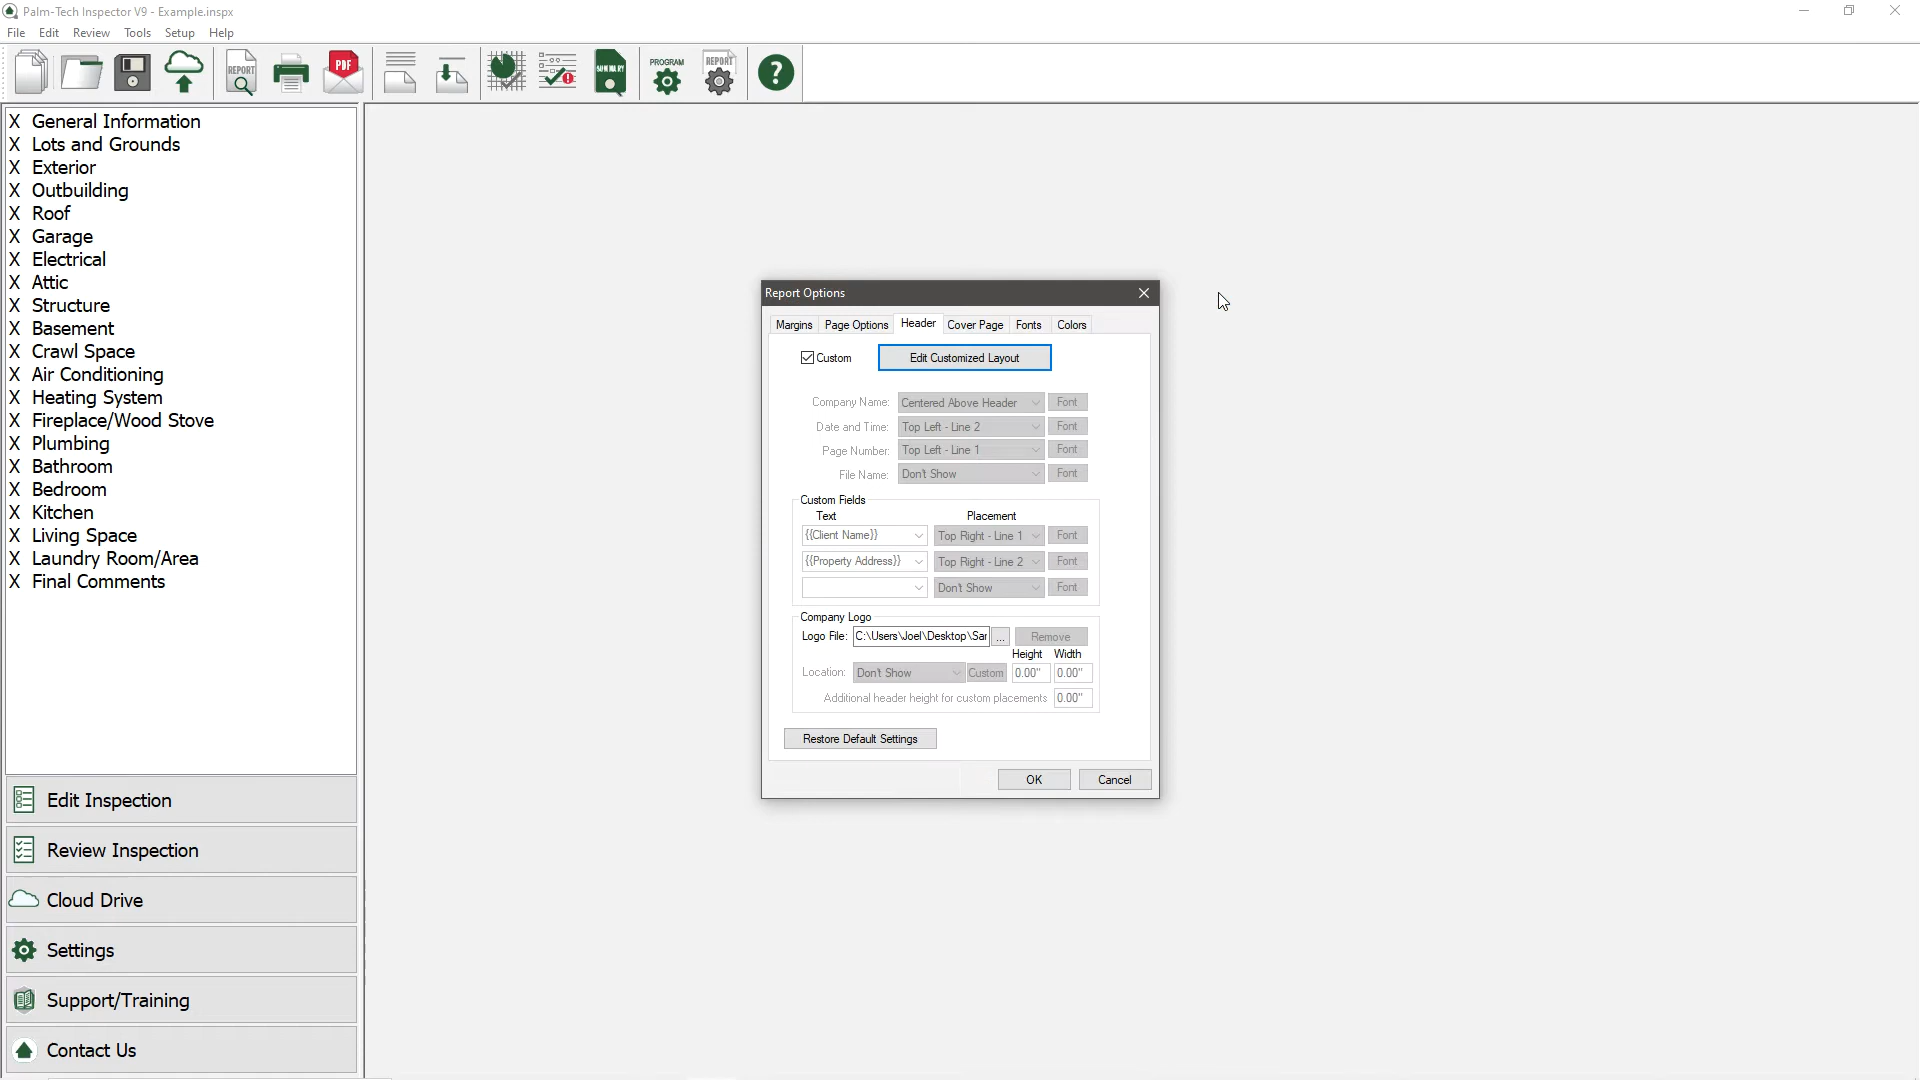 Palm-Tech Inspector V9 - Example.inspx
File Edit Review Tools Setup Help
REPORT PDF SUMMARY PROGRAM REPORT ?
X General Information
X Lots and Grounds
X Exterior
X Outbuilding
X Roof
X Garage
X Electrical
X Attic
X Structure
X Basement
X Crawl Space
X Air Conditioning
X Heating System
X Fireplace/Wood Stove
X Plumbing
X Bathroom
X Bedroom
X Kitchen
X Living Space
X Laundry Room/Area
X Final Comments
Edit Inspection
Review Inspection
Cloud Drive
Settings
Support/Training
Contact Us
Report Options
Margins Page Options Header Cover Page Fonts Colors
Custom Edit Customized Layout
Company Name: Centered Above Header Font
Date and Time: Top Left - Line 2 Font
Page Number: Top Left - Line 1 Font
File Name: Don't Show Font
Custom Fields
Text Placement
{{Client Name}} Top Right - Line 1 Font
{{Property Address}} Top Right - Line 2 Font
Don't Show Font
Company Logo
Logo File: C:\Users\Joel\Desktop\Sar ... Remove
Height Width
Location: Don't Show Custom 0.00" 0.00"
Additional header height for custom placements 0.00"
Restore Default Settings
OK Cancel